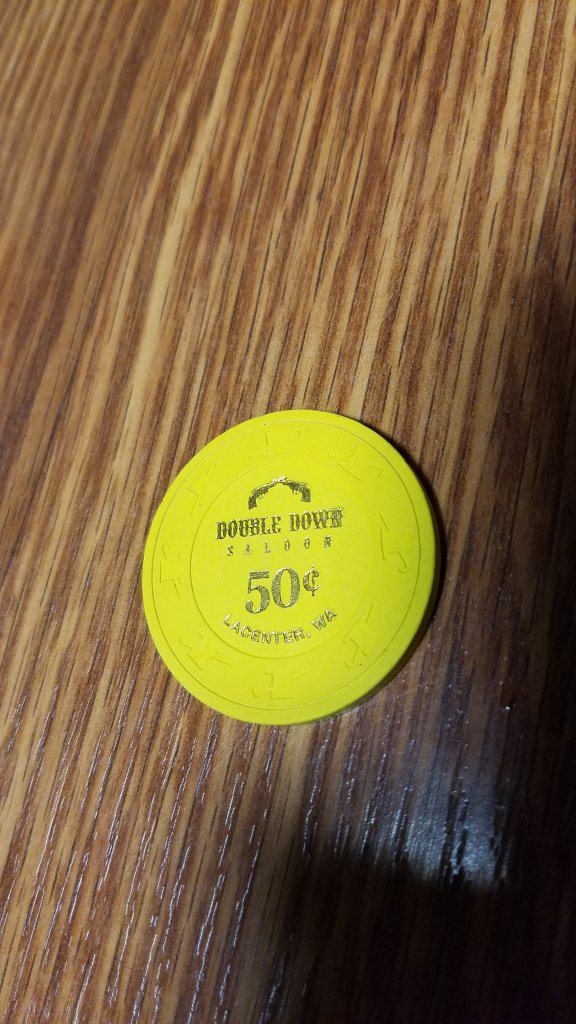 DOUBLE DOWN
SALOON
50¢
LACENTER, WA